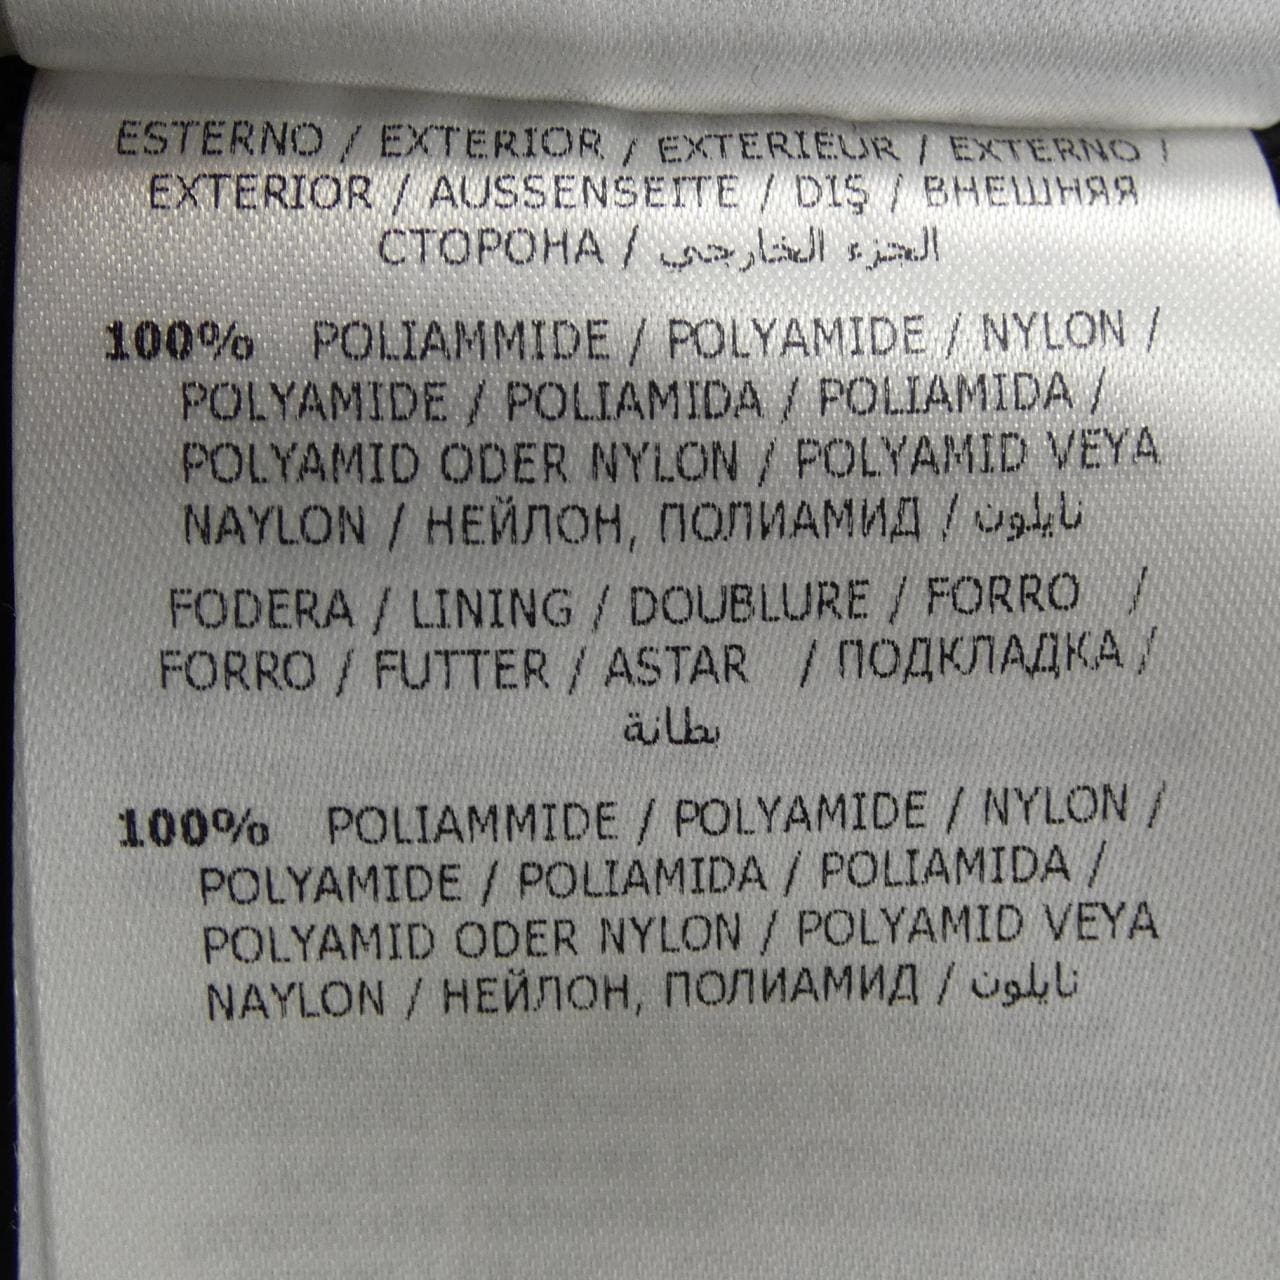 ESTERNO / EXTERIOR / EXTERIEUR / EXTERNO /
EXTERIOR / AUSSENSEITE / DIŞ / ВНЕШНЯЯ
СТОРОНА / الجزء الخارجي
100% POLIAMMIDE / POLYAMIDE / NYLON /
POLYAMIDE / POLIAMIDA / POLIAMIDA /
POLYAMID ODER NYLON / POLYAMID VEYA
NAYLON / НЕЙЛОН, ПОЛИАМИД / نايلون
FODERA / LINING / DOUBLURE / FORRO /
FORRO / FUTTER / ASTAR / ПОДКЛАДКА /
بطانة
100% POLIAMMIDE / POLYAMIDE / NYLON /
POLYAMIDE / POLIAMIDA / POLIAMIDA /
POLYAMID ODER NYLON / POLYAMID VEYA
NAYLON / НЕЙЛОН, ПОЛИАМИД / نايلون